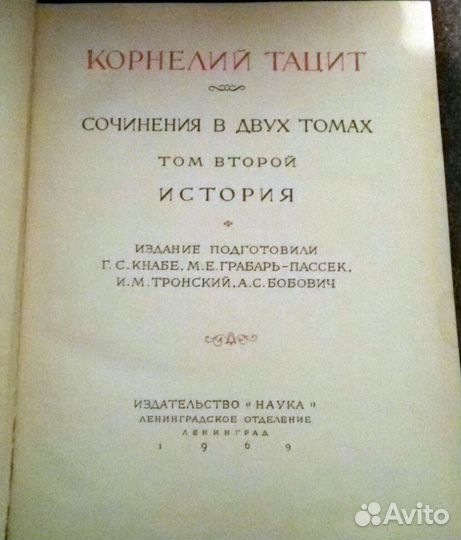 КОРНЕЛИЙ ТАЦИТ
СОЧИНЕНИЯ В ДВУХ ТОМАХ
ТОМ ВТОРОЙ
ИСТОРИЯ
ИЗДАНИЕ ПОДГОТОВИЛИ
Г. С. КНАБЕ, М. Е. ГРАБАРЬ-ПАССЕК,
И. М. ТРОНСКИЙ, А. С. БОБОВИЧ
ИЗДАТЕЛЬСТВО "НАУКА"
ЛЕНИНГРАДСКОЕ ОТДЕЛЕНИЕ
ЛЕНИНГРАД
1969
Avito